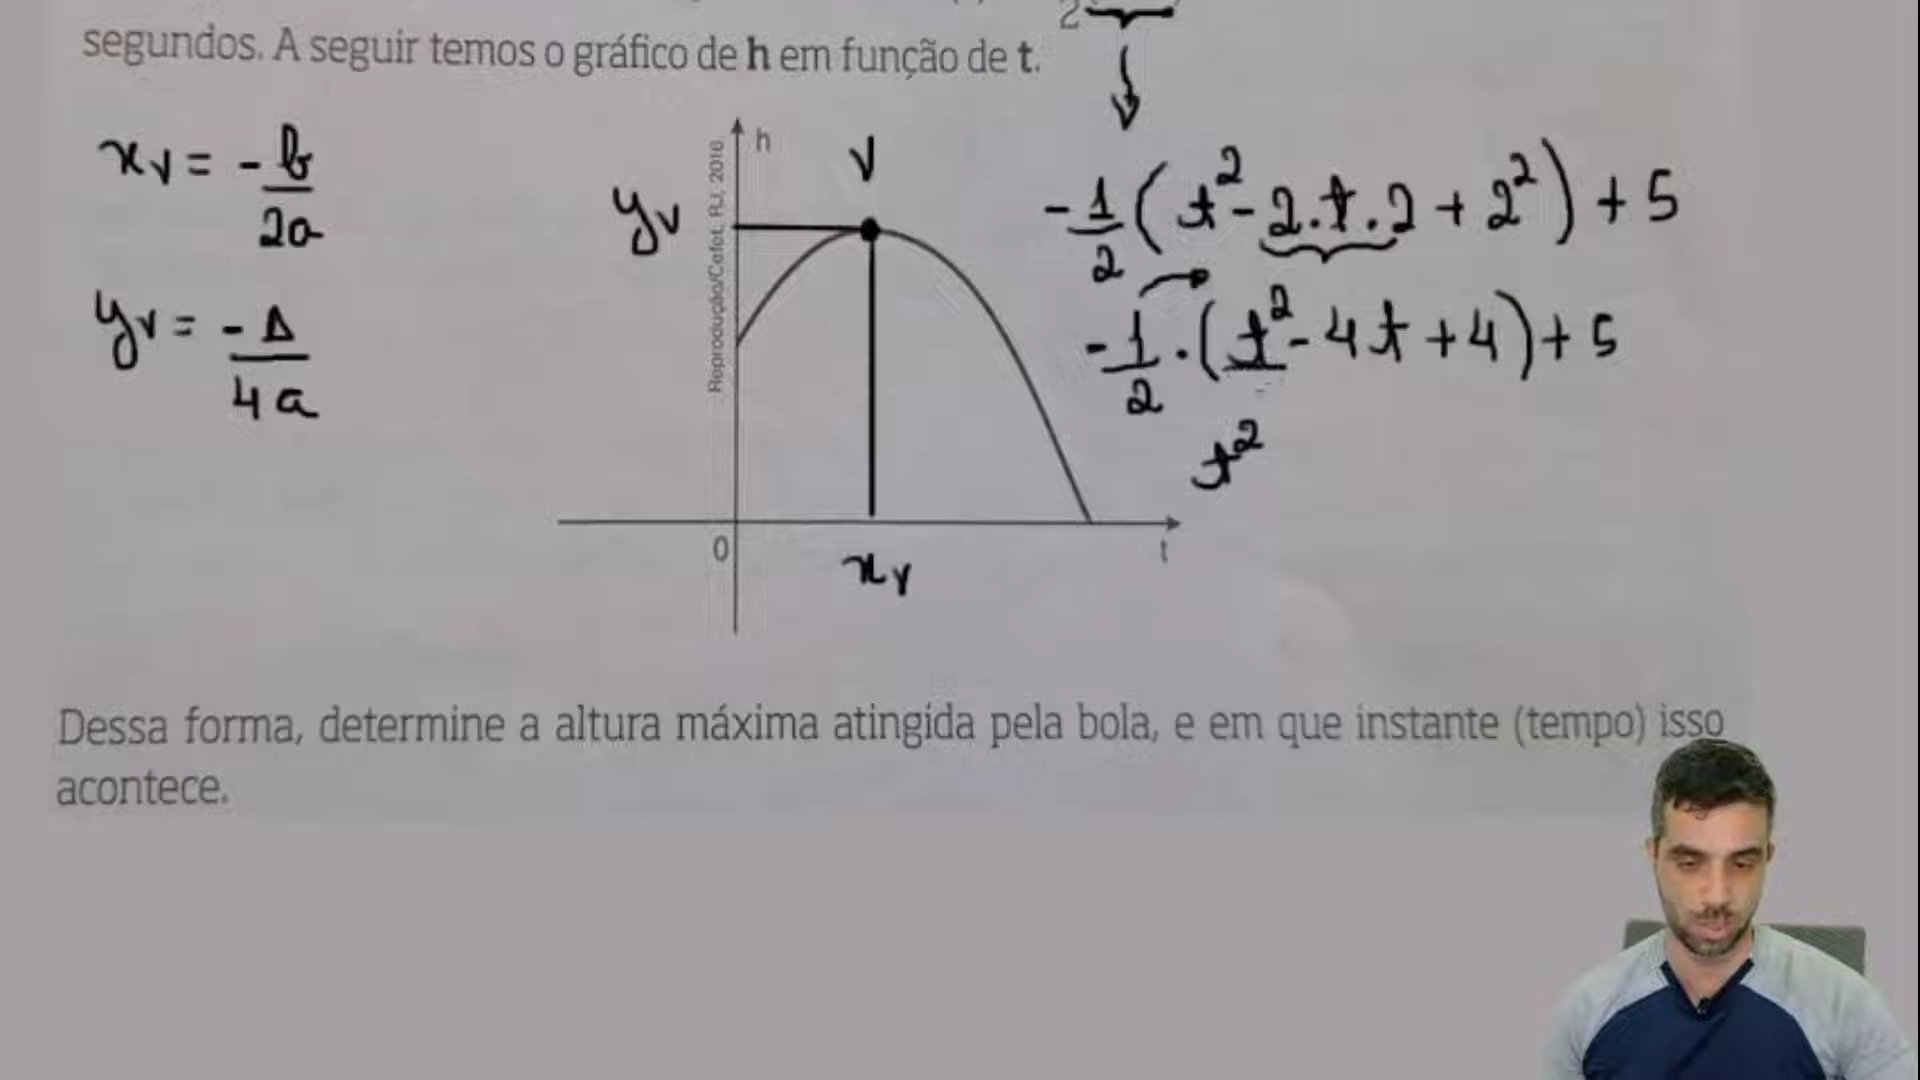 2
segundos. A seguir temos o gráfico de h em função de t.
xv = -b/2a
yv = -Δ/4a
Reprodução/Cefet, RJ, 2016.
h
V
yv
0
xv
t
-1/2 (t² - 2.t.2 + 2²) + 5
-1/2 . (t² - 4t + 4) + 5
t²
Dessa forma, determine a altura máxima atingida pela bola, e em que instante (tempo) isso
acontece.